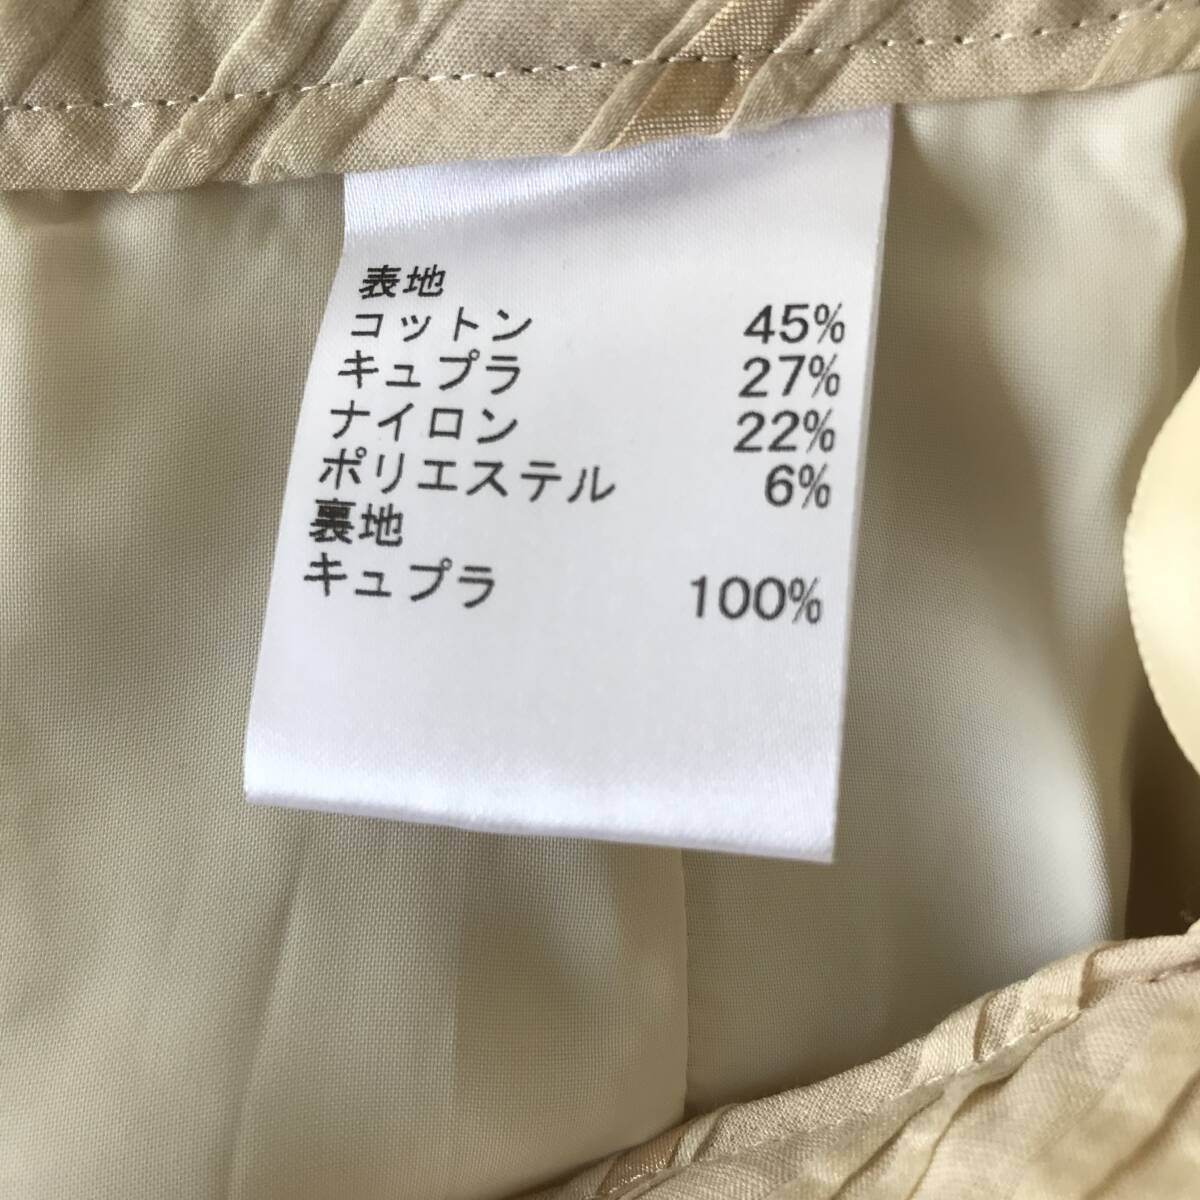 表地
コットン 45%
キュプラ 27%
ナイロン 22%
ポリエステル 6%
裏地
キュプラ 100%